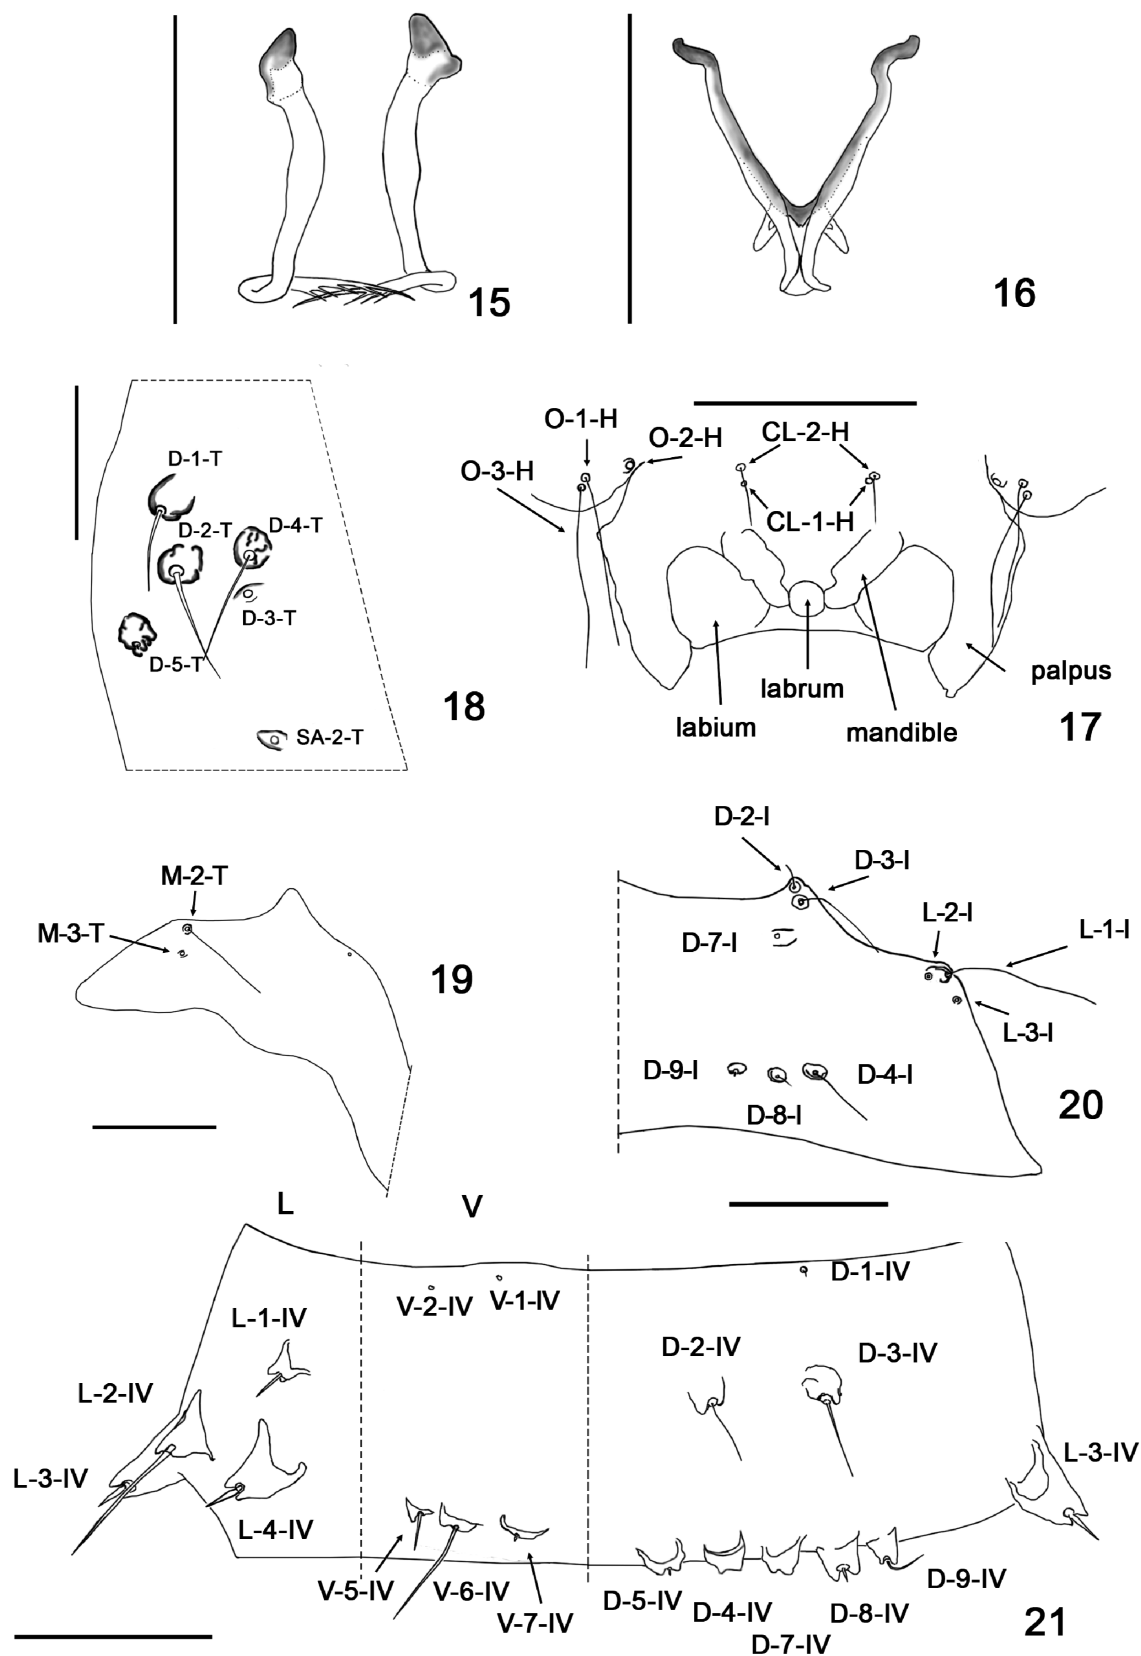 15
16
O-1-H
O-2-H
O-3-H
CL-2-H
CL-1-H
palpus
labrum
labium
mandible
17
D-1-T
D-2-T
D-4-T
D-3-T
D-5-T
SA-2-T
18
M-2-T
M-3-T
19
D-2-I
D-3-I
L-2-I
L-1-I
D-7-I
L-3-I
D-9-I
D-4-I
D-8-I
20
L
V
D-1-IV
V-2-IV
V-1-IV
L-1-IV
D-2-IV
D-3-IV
L-2-IV
L-3-IV
L-3-IV
L-4-IV
V-5-IV
V-6-IV
V-7-IV
D-5-IV
D-4-IV
D-7-IV
D-8-IV
D-9-IV
21